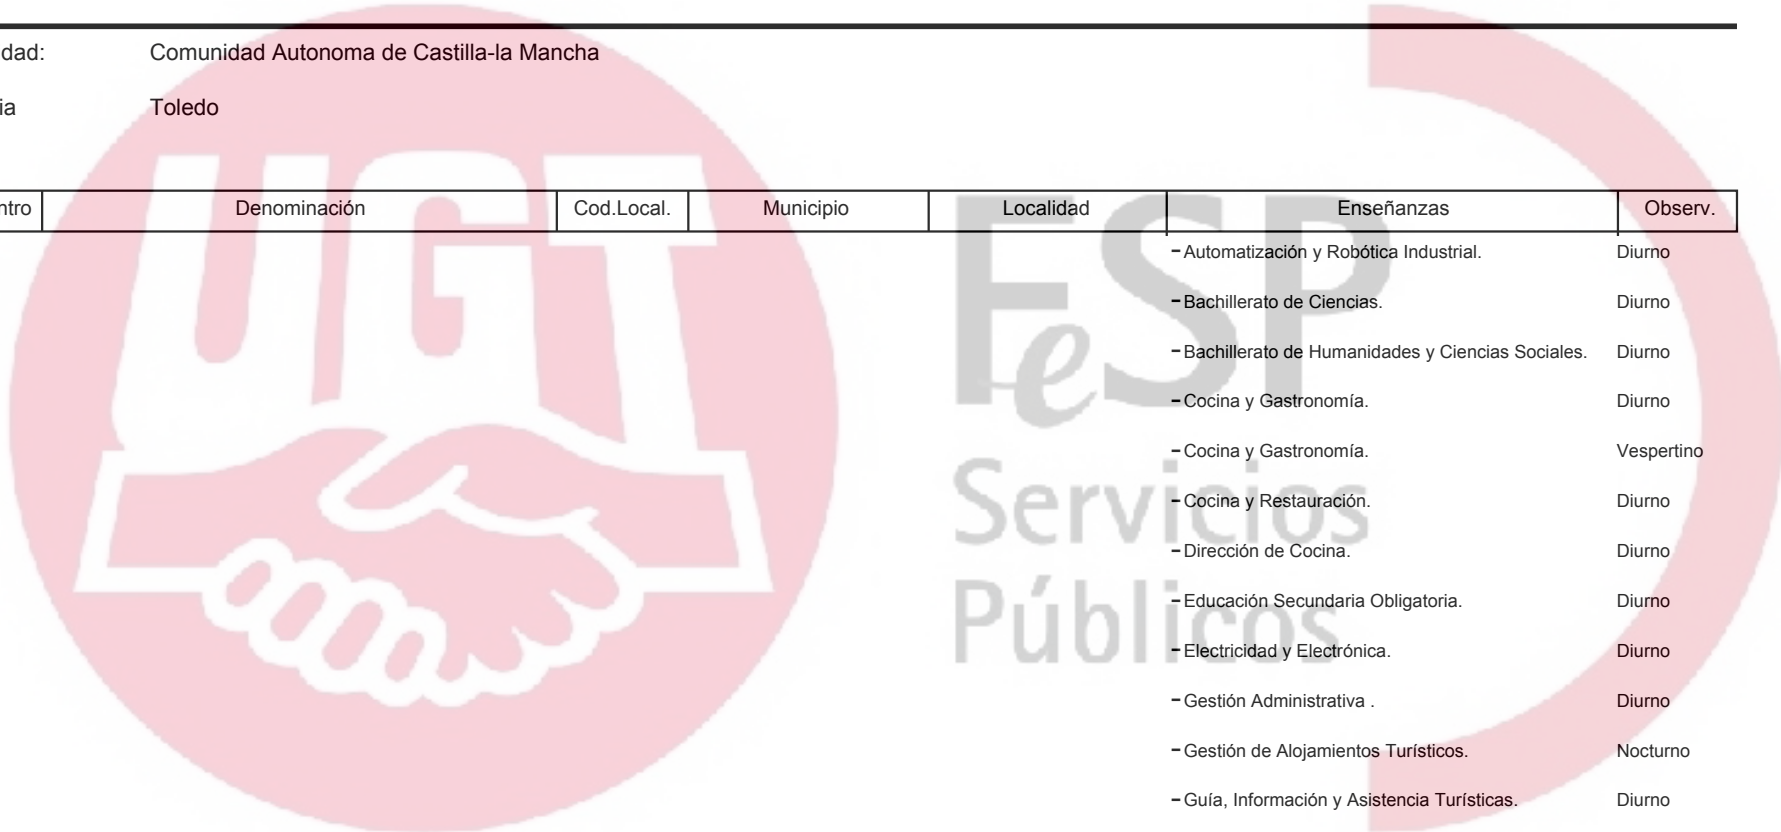 dad: Comunidad Autonoma de Castilla-la Mancha
ia Toledo
ntro Denominación Cod.Local. Municipio Localidad Enseñanzas Observ.
- Automatización y Robótica Industrial. Diurno
- Bachillerato de Ciencias. Diurno
- Bachillerato de Humanidades y Ciencias Sociales. Diurno
- Cocina y Gastronomía. Diurno
- Cocina y Gastronomía. Vespertino
- Cocina y Restauración. Diurno
- Dirección de Cocina. Diurno
- Educación Secundaria Obligatoria. Diurno
- Electricidad y Electrónica. Diurno
- Gestión Administrativa . Diurno
- Gestión de Alojamientos Turísticos. Nocturno
- Guía, Información y Asistencia Turísticas. Diurno
UGT
FeSP
Servicios
Públicos